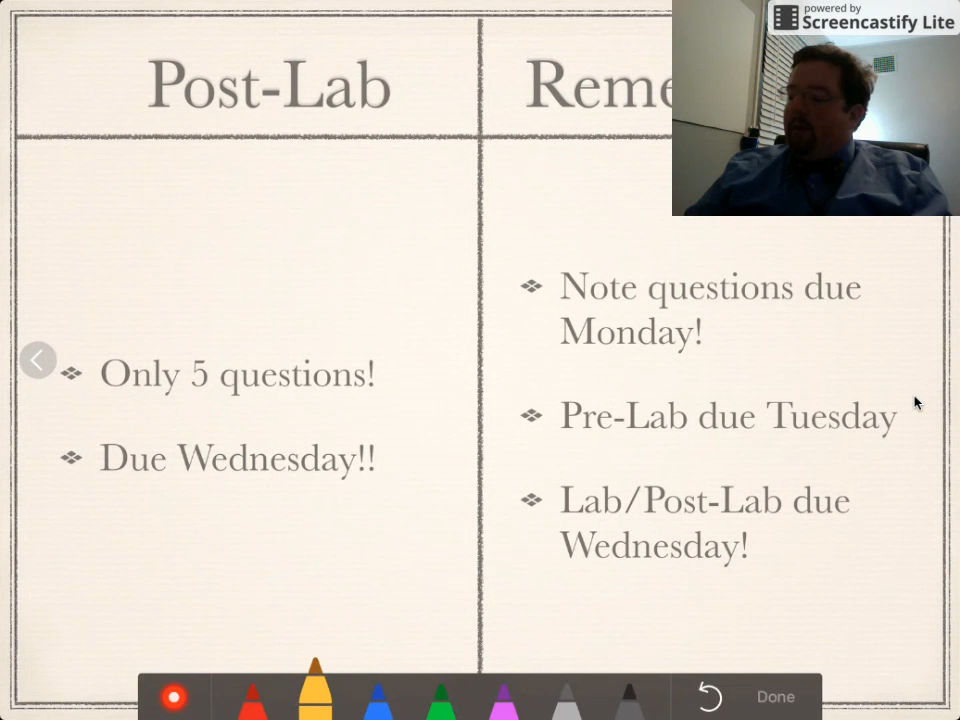 powered by
Screencastify Lite
Post-Lab
Only 5 questions!
Due Wednesday!!
Note questions due
Monday!
Pre-Lab due Tuesday
Lab/Post-Lab due
Wednesday!
Done